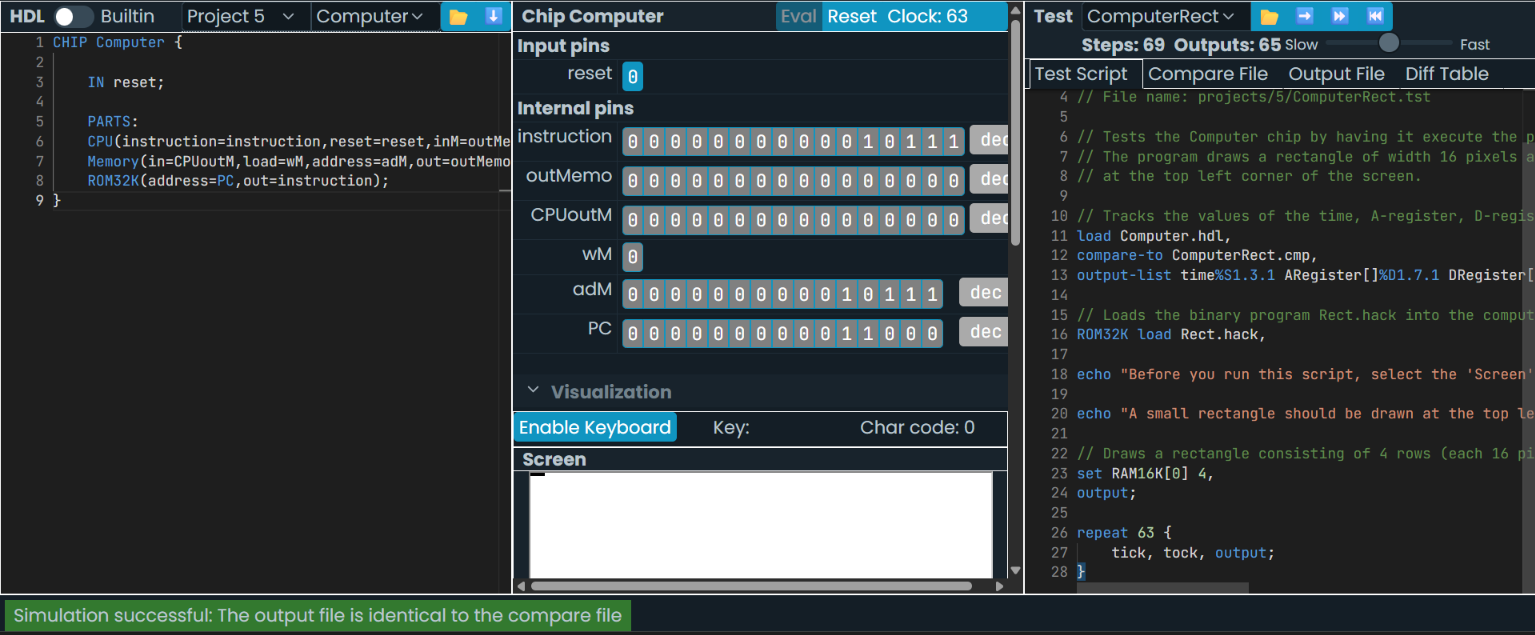 HDL Builtin Project 5 Computer
1 CHIP Computer {
2
3 IN reset;
4
5 PARTS:
6 CPU(instruction=instruction,reset=reset,inM=outMe
7 Memory(in=CPUoutM,load=wM,address=adM,out=outMemo
8 ROM32K(address=PC,out=instruction);
9 }
Chip Computer Eval Reset Clock: 63
Input pins
reset 0
Internal pins
instruction 0 0 0 0 0 0 0 0 0 0 0 1 0 1 1 1 dec
outMemo 0 0 0 0 0 0 0 0 0 0 0 0 0 0 0 0 dec
CPUoutM 0 0 0 0 0 0 0 0 0 0 0 0 0 0 0 0 dec
wM 0
adM 0 0 0 0 0 0 0 0 0 0 1 0 1 1 1 dec
PC 0 0 0 0 0 0 0 0 0 0 1 1 0 0 0 dec
Visualization
Enable Keyboard Key: Char code: 0
Screen
Test ComputerRect
Steps: 69 Outputs: 65 Slow Fast
Test Script Compare File Output File Diff Table
4 // File name: projects/5/ComputerRect.tst
5
6 // Tests the Computer chip by having it execute the p
7 // The program draws a rectangle of width 16 pixels a
8 // at the top left corner of the screen.
9
10 // Tracks the values of the time, A-register, D-regis
11 load Computer.hdl,
12 compare-to ComputerRect.cmp,
13 output-list time%S1.3.1 ARegister[]%D1.7.1 DRegister[
14
15 // Loads the binary program Rect.hack into the comput
16 ROM32K load Rect.hack,
17
18 echo "Before you run this script, select the 'Screen'
19
20 echo "A small rectangle should be drawn at the top le
21
22 // Draws a rectangle consisting of 4 rows (each 16 pi
23 set RAM16K[0] 4,
24 output;
25
26 repeat 63 {
27 tick, tock, output;
28 }
Simulation successful: The output file is identical to the compare file